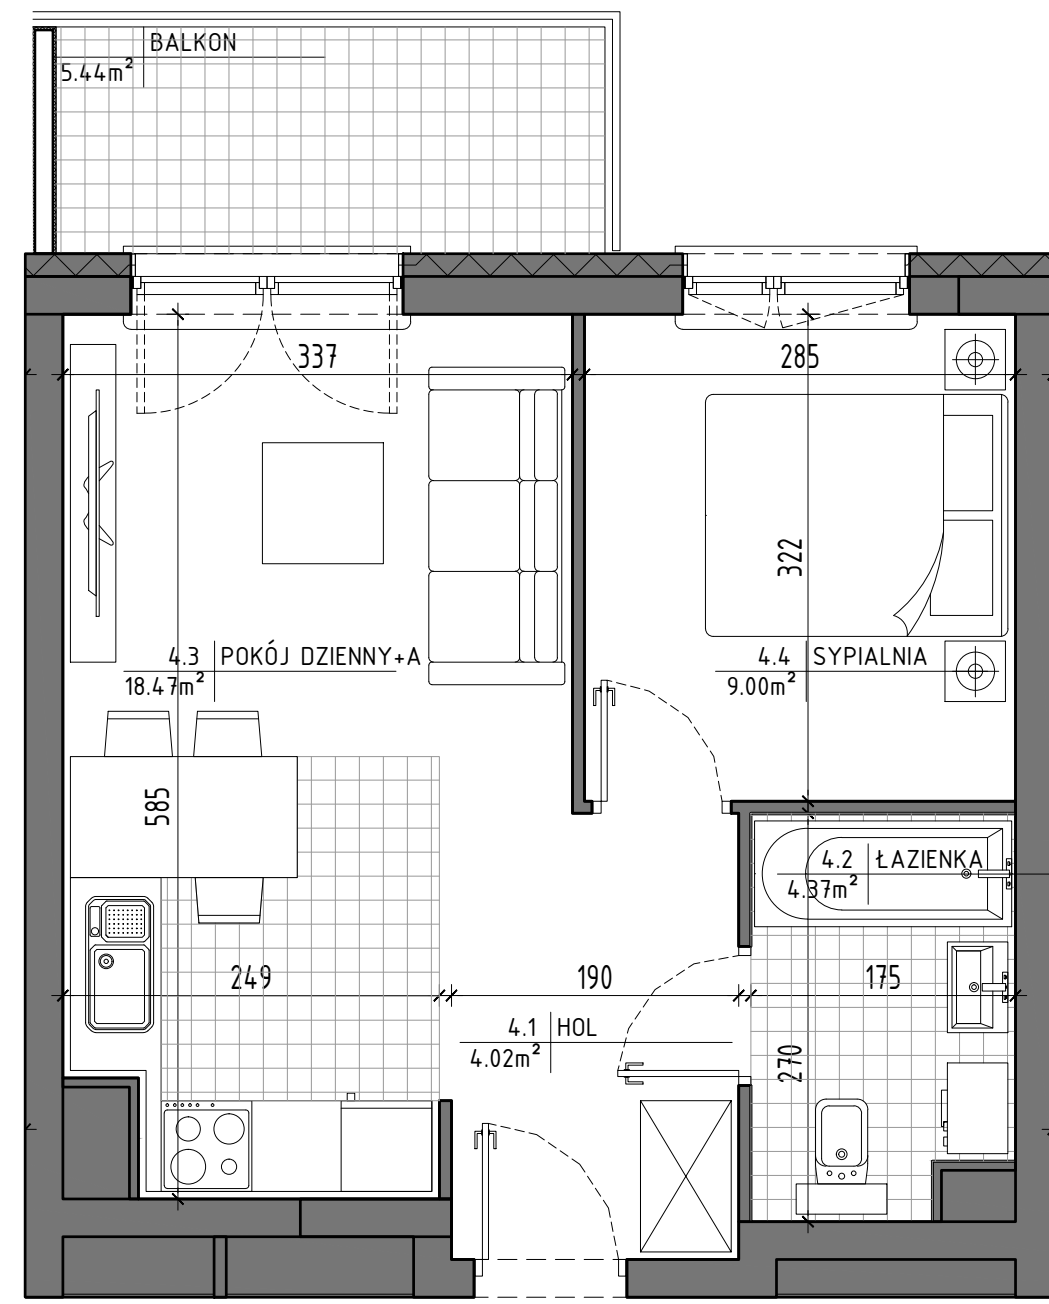 BALKON
5.44m²
337
285
322
4.3 POKÓJ DZIENNY+A
18.47m²
4.4 SYPIALNIA
9.00m²
585
4.2 ŁAZIENKA
4.37m²
249
190
175
4.1 HOL
4.02m²
270